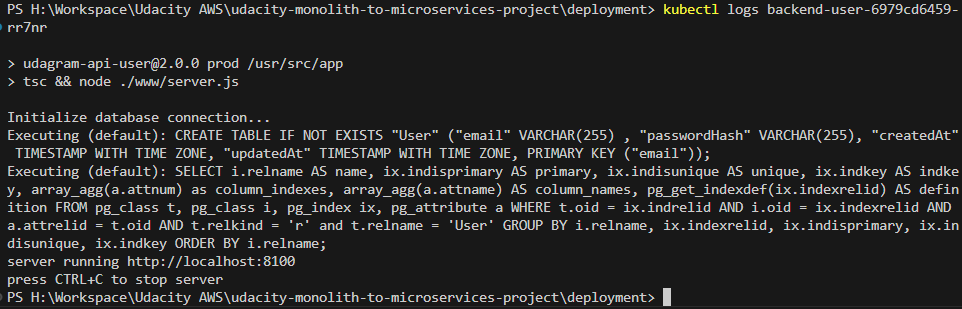 PS H:\Workspace\Udacity AWS\udacity-monolith-to-microservices-project\deployment> kubectl logs backend-user-6979cd6459-
rr7nr

> udagram-api-user@2.0.0 prod /usr/src/app
> tsc && node ./www/server.js

Initialize database connection...
Executing (default): CREATE TABLE IF NOT EXISTS "User" ("email" VARCHAR(255) , "passwordHash" VARCHAR(255), "createdAt"
 TIMESTAMP WITH TIME ZONE, "updatedAt" TIMESTAMP WITH TIME ZONE, PRIMARY KEY ("email"));
Executing (default): SELECT i.relname AS name, ix.indisprimary AS primary, ix.indisunique AS unique, ix.indkey AS indke
y, array_agg(a.attnum) as column_indexes, array_agg(a.attname) AS column_names, pg_get_indexdef(ix.indexrelid) AS defin
ition FROM pg_class t, pg_class i, pg_index ix, pg_attribute a WHERE t.oid = ix.indrelid AND i.oid = ix.indexrelid AND
a.attrelid = t.oid AND t.relkind = 'r' and t.relname = 'User' GROUP BY i.relname, ix.indexrelid, ix.indisprimary, ix.in
disunique, ix.indkey ORDER BY i.relname;
server running http://localhost:8100
press CTRL+C to stop server
PS H:\Workspace\Udacity AWS\udacity-monolith-to-microservices-project\deployment>